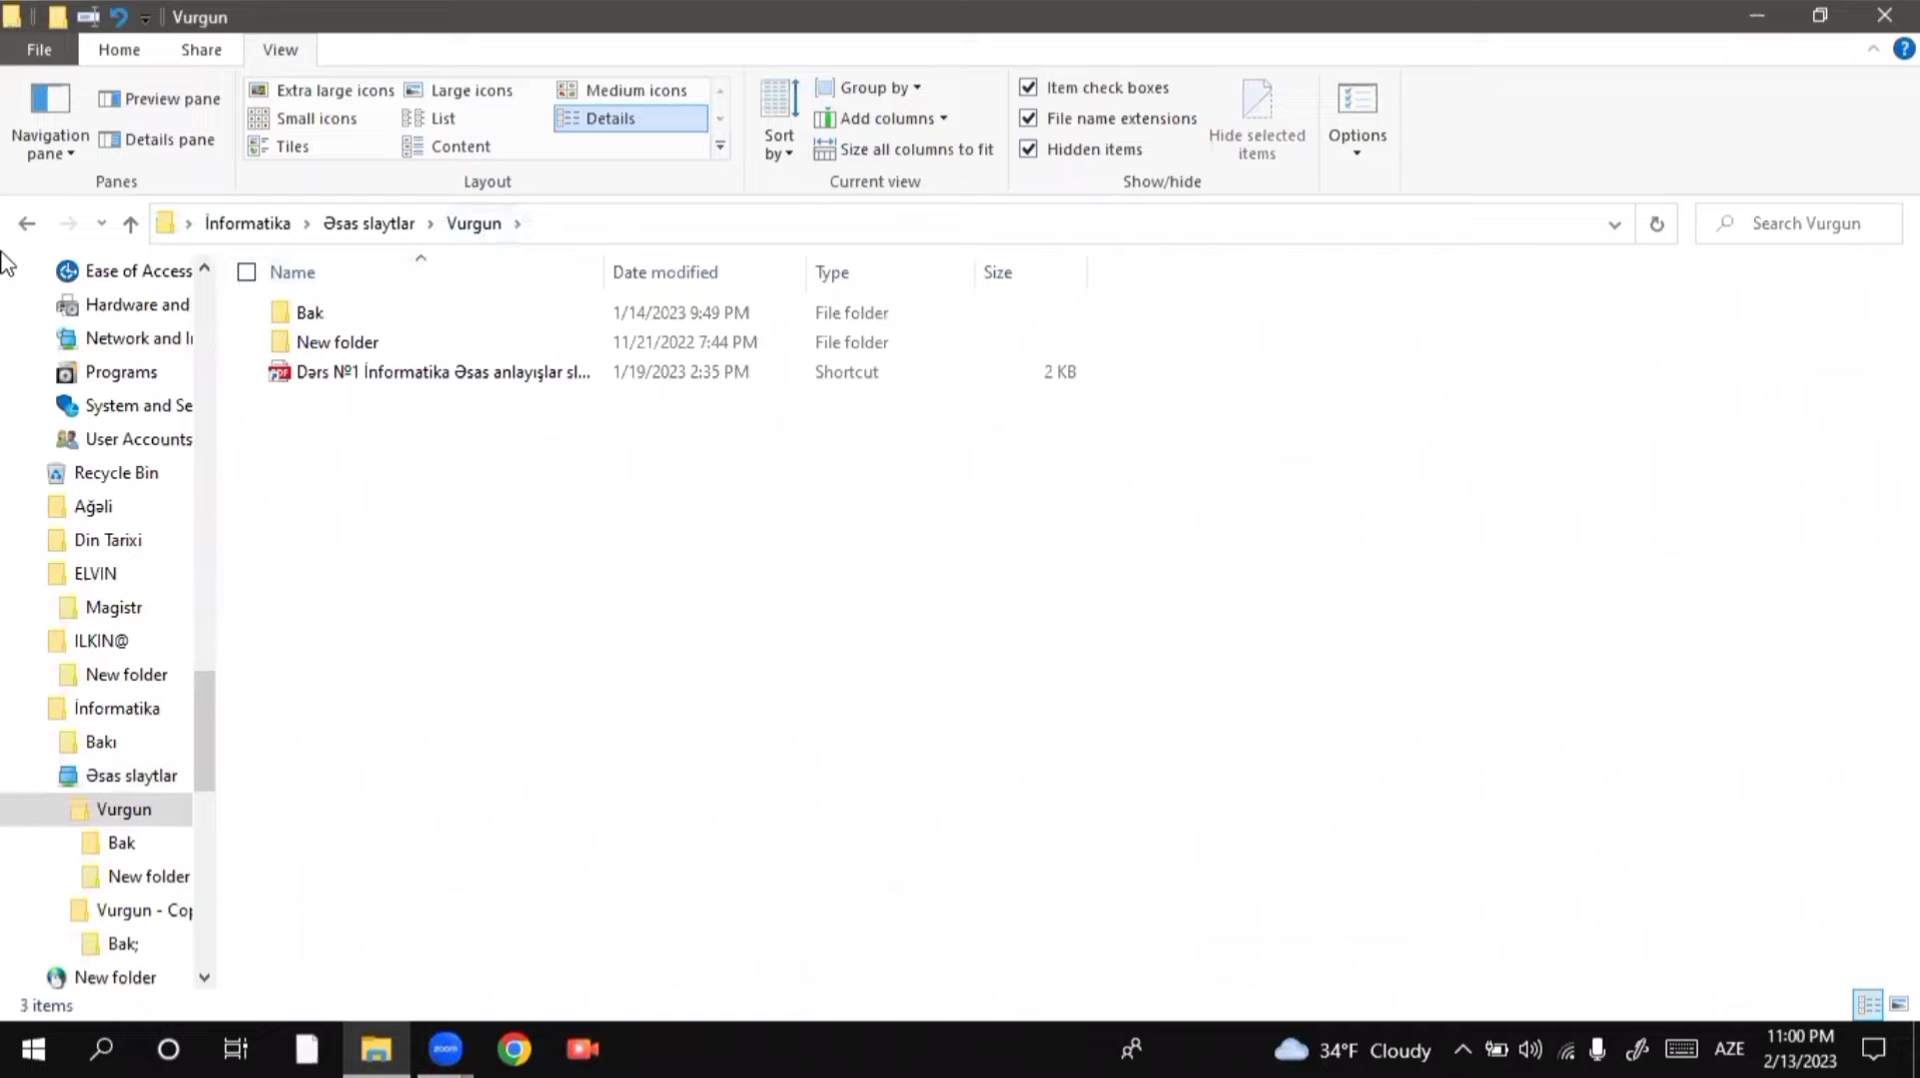 Vurgun
File Home Share View
Navigation pane
Preview pane
Details pane
Panes
Extra large icons Large icons Medium icons
Small icons List Details
Tiles Content
Layout
Sort by
Group by
Add columns
Size all columns to fit
Current view
Item check boxes
File name extensions
Hidden items
Hide selected items
Show/hide
Options
İnformatika Əsas slaytlar Vurgun
Search Vurgun
Ease of Access
Hardware and
Network and
Programs
System and Se
User Accounts
Recycle Bin
Ağəli
Din Tarixi
ELVIN
Magistr
ILKIN@
New folder
İnformatika
Bakı
Əsas slaytlar
Vurgun
Bak
New folder
Vurgun - Cop
Bak;
New folder
Name Date modified Type Size
Bak 1/14/2023 9:49 PM File folder
New folder 11/21/2022 7:44 PM File folder
Dərs №1 İnformatika Əsas anlayışlar sl... 1/19/2023 2:35 PM Shortcut 2 KB
3 items
zoom
34°F Cloudy
AZE
11:00 PM
2/13/2023